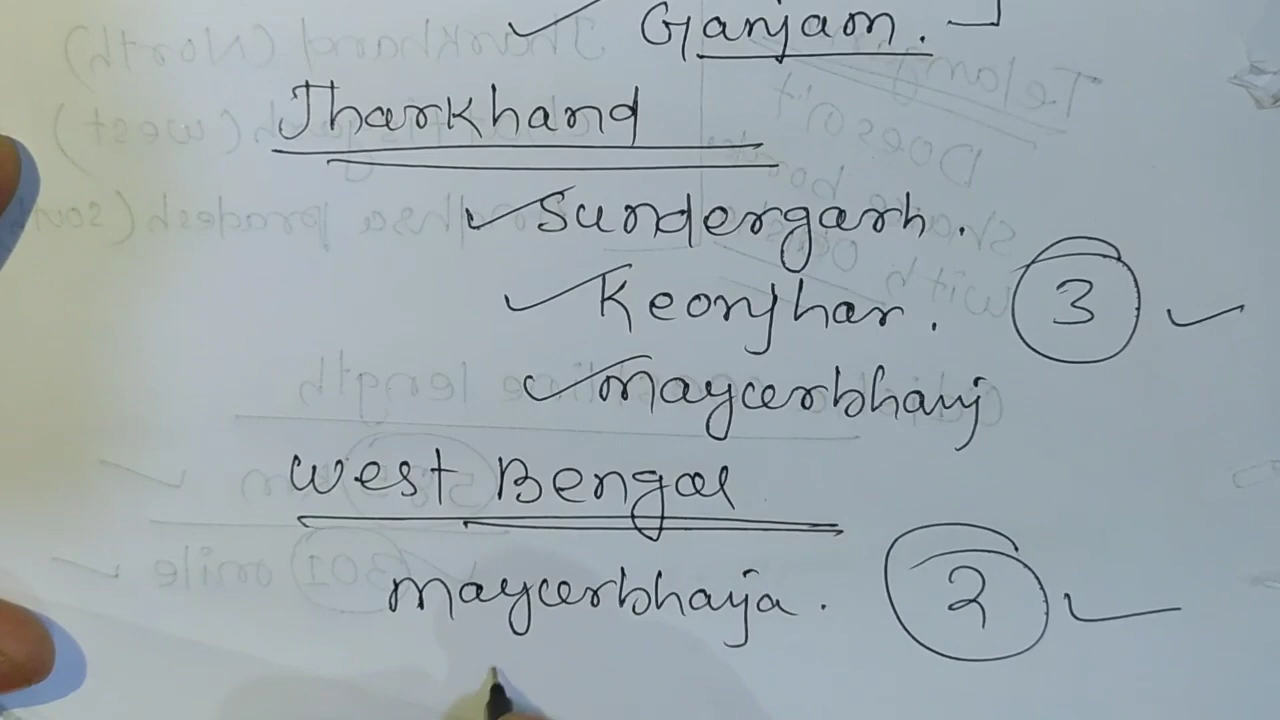 Ganjam.
Jharkhand
Sundergarh.
Keonjhar.
3
Mayurbhanj
West Bengal
Mayurbhanja.
2